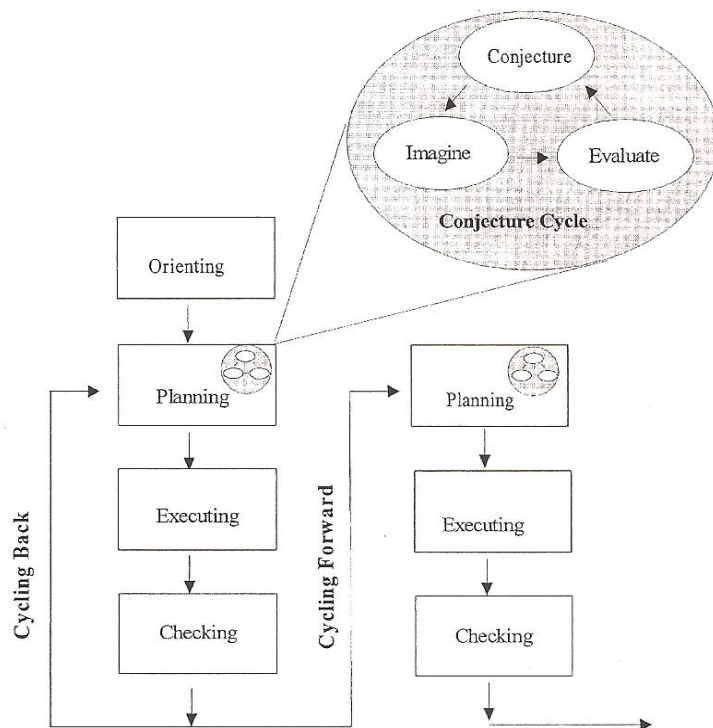 Conjecture
Imagine
Evaluate
Conjecture Cycle
Orienting
Planning
Planning
Executing
Executing
Checking
Checking
Cycling Back
Cycling Forward